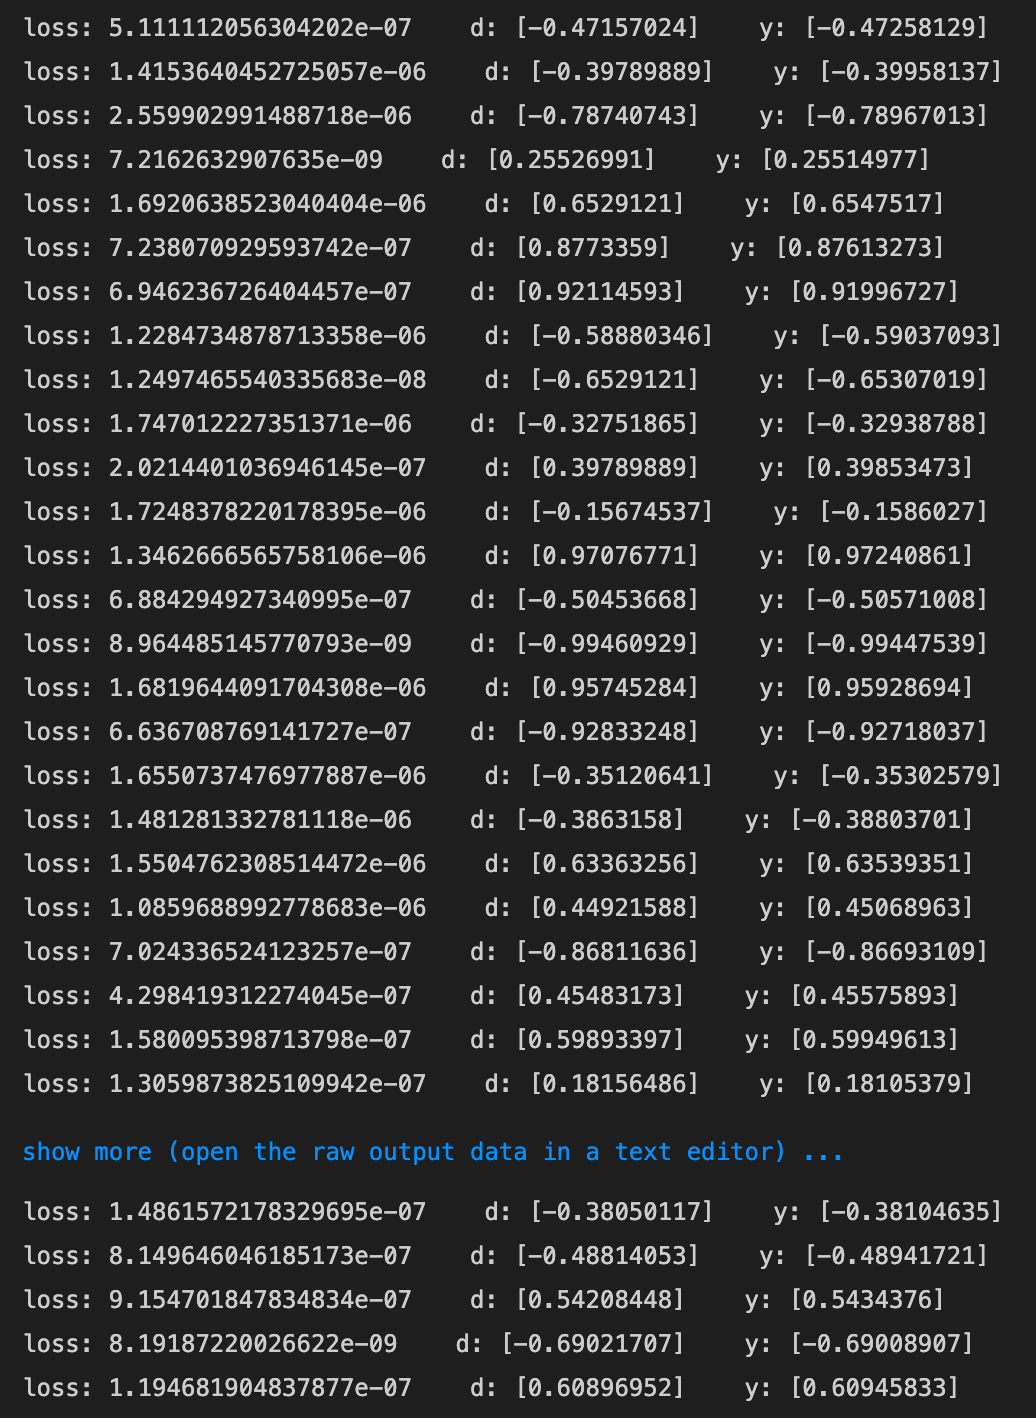 loss: 5.111112056304202e-07    d: [-0.47157024]    y: [-0.47258129]
loss: 1.4153640452725057e-06    d: [-0.39789889]    y: [-0.39958137]
loss: 2.559902991488718e-06    d: [-0.78740743]    y: [-0.78967013]
loss: 7.2162632907635e-09    d: [0.25526991]    y: [0.25514977]
loss: 1.6920638523040404e-06    d: [0.6529121]    y: [0.6547517]
loss: 7.238070929593742e-07    d: [0.8773359]    y: [0.87613273]
loss: 6.946236726404457e-07    d: [0.92114593]    y: [0.91996727]
loss: 1.2284734878713358e-06    d: [-0.58880346]    y: [-0.59037093]
loss: 1.2497465540335683e-08    d: [-0.6529121]    y: [-0.65307019]
loss: 1.747012227351371e-06    d: [-0.32751865]    y: [-0.32938788]
loss: 2.0214401036946145e-07    d: [0.39789889]    y: [0.39853473]
loss: 1.7248378220178395e-06    d: [-0.15674537]    y: [-0.1586027]
loss: 1.3462666565758106e-06    d: [0.97076771]    y: [0.97240861]
loss: 6.884294927340995e-07    d: [-0.50453668]    y: [-0.50571008]
loss: 8.964485145770793e-09    d: [-0.99460929]    y: [-0.99447539]
loss: 1.6819644091704308e-06    d: [0.95745284]    y: [0.95928694]
loss: 6.636708769141727e-07    d: [-0.92833248]    y: [-0.92718037]
loss: 1.6550737476977887e-06    d: [-0.35120641]    y: [-0.35302579]
loss: 1.481281332781118e-06    d: [-0.3863158]    y: [-0.38803701]
loss: 1.5504762308514472e-06    d: [0.63363256]    y: [0.63539351]
loss: 1.0859688992778683e-06    d: [0.44921588]    y: [0.45068963]
loss: 7.024336524123257e-07    d: [-0.86811636]    y: [-0.86693109]
loss: 4.298419312274045e-07    d: [0.45483173]    y: [0.45575893]
loss: 1.580095398713798e-07    d: [0.59893397]    y: [0.59949613]
loss: 1.3059873825109942e-07    d: [0.18156486]    y: [0.18105379]
show more (open the raw output data in a text editor) ...
loss: 1.4861572178329695e-07    d: [-0.38050117]    y: [-0.38104635]
loss: 8.149646046185173e-07    d: [-0.48814053]    y: [-0.48941721]
loss: 9.154701847834834e-07    d: [0.54208448]    y: [0.5434376]
loss: 8.19187220026622e-09    d: [-0.69021707]    y: [-0.69008907]
loss: 1.194681904837877e-07    d: [0.60896952]    y: [0.60945833]